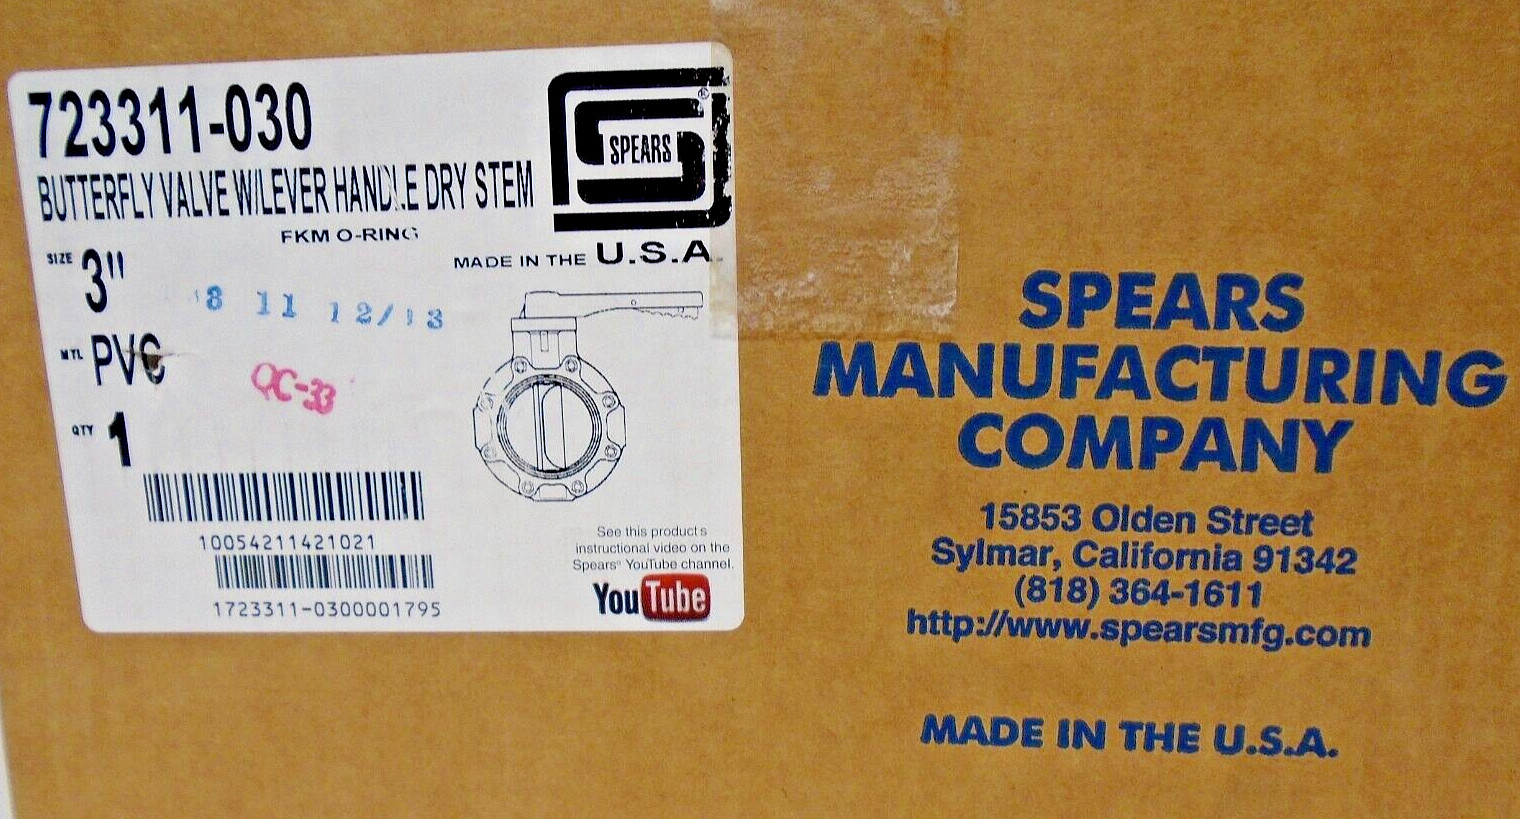 723311-030
BUTTERFLY VALVE W/LEVER HANDLE DRY STEM
FKM O-RING
SPEARS
®
MADE IN THE U.S.A.
SIZE 3"
8 11 12/13
MTL PVC
QC-33
QTY 1
10054211421021
1723311-0300001795
See this product's
instructional video on the
Spears® YouTube channel.
YouTube
SPEARS
MANUFACTURING
COMPANY
15853 Olden Street
Sylmar, California 91342
(818) 364-1611
http://www.spearsmfg.com
MADE IN THE U.S.A.